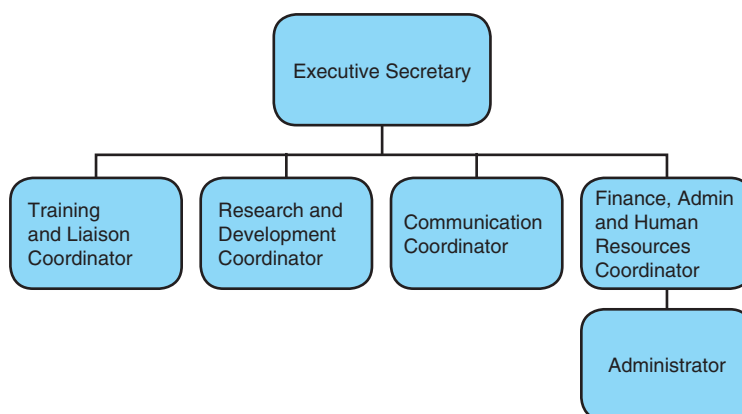 Executive Secretary
Training
and Liaison
Coordinator
Research and
Development
Coordinator
Communication
Coordinator
Finance, Admin
and Human
Resources
Coordinator
Administrator